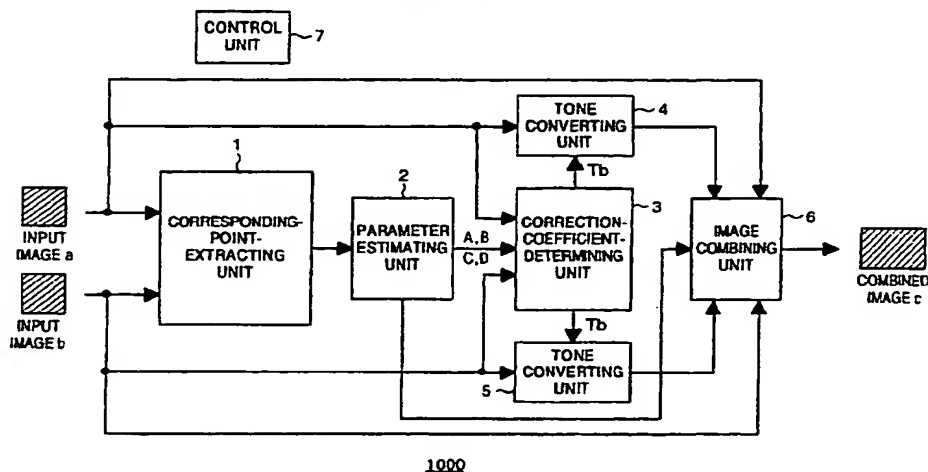 CONTROL
UNIT
7
4
TONE
CONVERTING
UNIT
1
Tb
2
3
6
CORRESPONDING-
POINT-
EXTRACTING
UNIT
PARAMETER
ESTIMATING
UNIT
A,B
C,D
CORRECTION-
COEFFICIENT-
DETERMINING
UNIT
IMAGE
COMBINING
UNIT
INPUT
IMAGE a
COMBINED
IMAGE c
INPUT
IMAGE b
Tb
TONE
CONVERTING
UNIT
5
1000